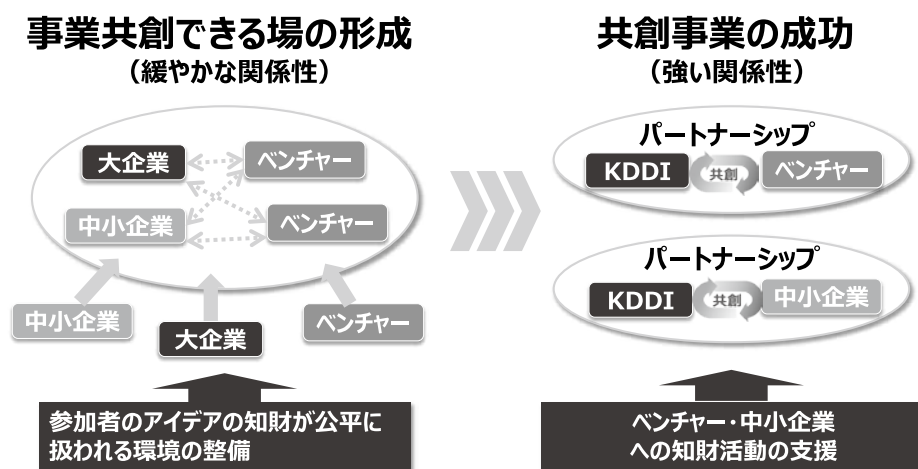 事業共創できる場の形成
（緩やかな関係性）
大企業
ベンチャー
中小企業
ベンチャー
中小企業
大企業
ベンチャー
参加者のアイデアの知財が公平に
扱われる環境の整備
共創事業の成功
（強い関係性）
パートナーシップ
KDDI
共創
ベンチャー
パートナーシップ
KDDI
共創
中小企業
ベンチャー・中小企業
への知財活動の支援